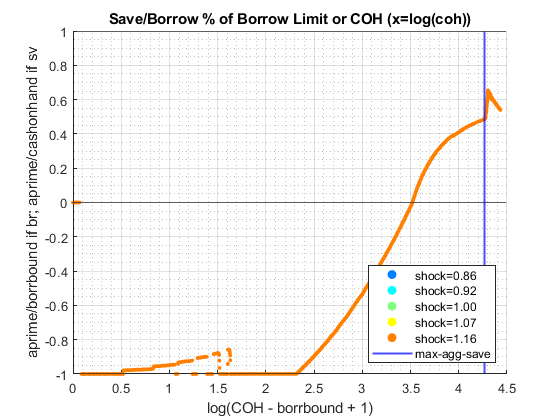 Save/Borrow % of Borrow Limit or COH (x=log(coh))
aprime/borrbound if br; aprime/cashonhand if sv
1
0.8
0.6
0.4
0.2
0
-0.2
-0.4
-0.6
-0.8
-1
shock=0.86
shock=0.92
shock=1.00
shock=1.07
shock=1.16
max-agg-save
0 0.5 1 1.5 2 2.5 3 3.5 4 4.5
log(COH - borrbound + 1)